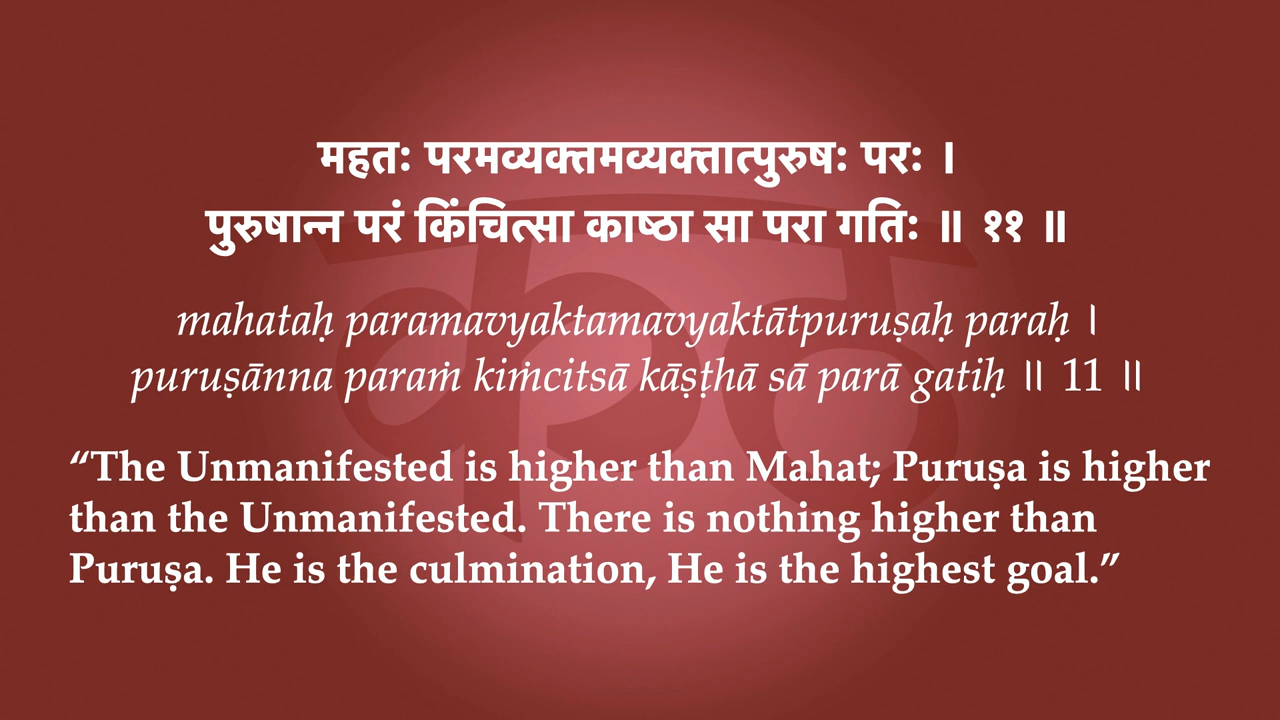 महतः परमव्यक्तमव्यक्तात्पुरुषः परः ।
पुरुषान्न परं किंचित्सा काष्ठा सा परा गतिः ॥ ११ ॥
mahataḥ paramavyaktamavyaktātpuruṣaḥ paraḥ ।
puruṣānna paraṁ kiṁcitsā kāṣṭhā sā parā gatiḥ ॥ 11 ॥
“The Unmanifested is higher than Mahat; Puruṣa is higher
than the Unmanifested. There is nothing higher than
Puruṣa. He is the culmination, He is the highest goal.”
कठ